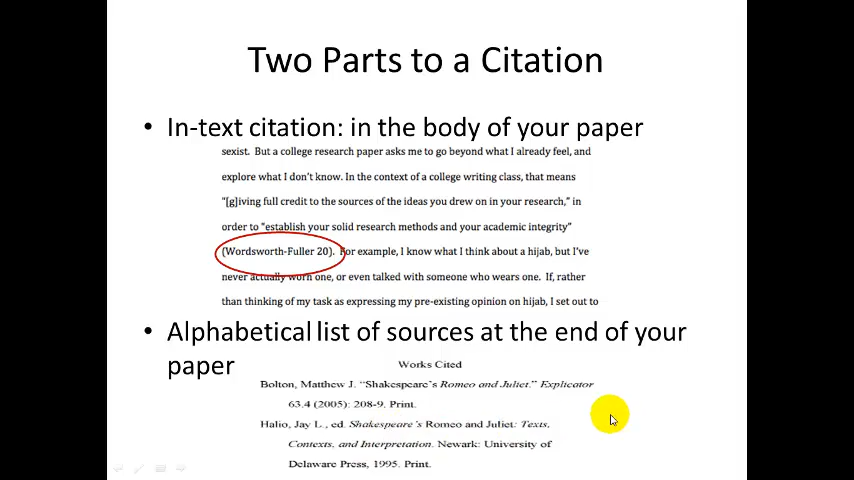 Two Parts to a Citation
• In-text citation: in the body of your paper
sexist. But a college research paper asks me to go beyond what I already feel, and
explore what I don't know. In the context of a college writing class, that means
"[g]iving full credit to the sources of the ideas you drew on in your research," in
order to "establish your solid research methods and your academic integrity"
(Wordsworth-Fuller 20). For example, I know what I think about a hijab, but I've
never actually worn one, or even talked with someone who wears one. If, rather
than thinking of my task as expressing my pre-existing opinion on hijab, I set out to
• Alphabetical list of sources at the end of your
paper
Works Cited
Bolton, Matthew J. "Shakespeare's Romeo and Juliet." Explicator
63.4 (2005): 208-9. Print.
Halio, Jay L., ed. Shakespeare's Romeo and Juliet: Texts,
Contexts, and Interpretation. Newark: University of
Delaware Press, 1995. Print.